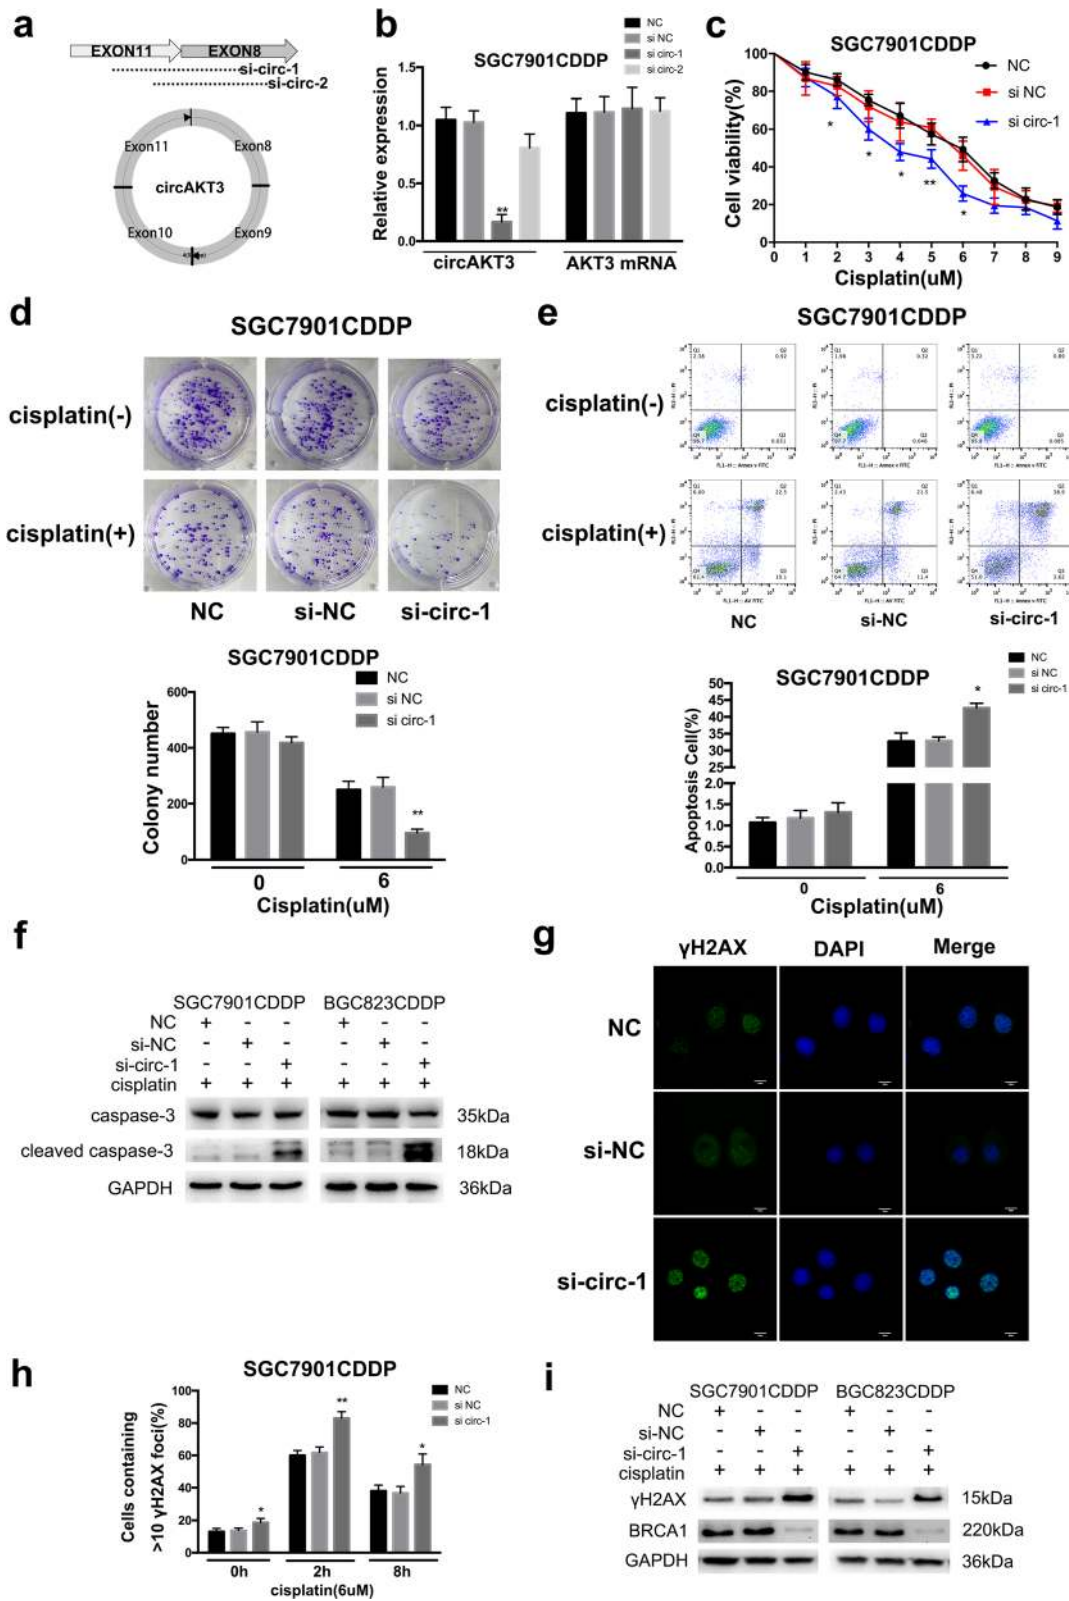 a
EXON11 EXON8
si-circ-1
si-circ-2
Exon11 Exon8
circAKT3
Exon10 Exon9
b
SGC7901CDDP
NC
si NC
si circ-1
si circ-2
Relative expression
1.5
1.0
0.5
0.0
**
circAKT3 AKT3 mRNA
c
SGC7901CDDP
NC
si NC
si circ-1
Cell viability(%)
100
80
60
40
20
0
* * * ** *
0 1 2 3 4 5 6 7 8 9
Cisplatin(uM)
d
SGC7901CDDP
cisplatin(-)
cisplatin(+)
NC si-NC si-circ-1
SGC7901CDDP
NC
si NC
si circ-1
Colony number
600
400
200
0
**
0 6
Cisplatin(uM)
e
SGC7901CDDP
cisplatin(-)
cisplatin(+)
NC si-NC si-circ-1
SGC7901CDDP
NC
si NC
si circ-1
Apoptosis Cell(%)
50
45
40
35
30
25
2.0
1.5
1.0
0.5
0.0
*
0 6
Cisplatin(uM)
f
SGC7901CDDP BGC823CDDP
NC + - - + - -
si-NC - + - - + -
si-circ-1 - - + - - +
cisplatin + + + + + +
caspase-3 35kDa
cleaved caspase-3 18kDa
GAPDH 36kDa
g
γH2AX DAPI Merge
NC
si-NC
si-circ-1
h
SGC7901CDDP
NC
si NC
si circ-1
Cells containing
>10 γH2AX foci(%)
100
80
60
40
20
0
* ** *
0h 2h 8h
cisplatin(6uM)
i
SGC7901CDDP BGC823CDDP
NC + - - + - -
si-NC - + - - + -
si-circ-1 - - + - - +
cisplatin + + + + + +
γH2AX 15kDa
BRCA1 220kDa
GAPDH 36kDa